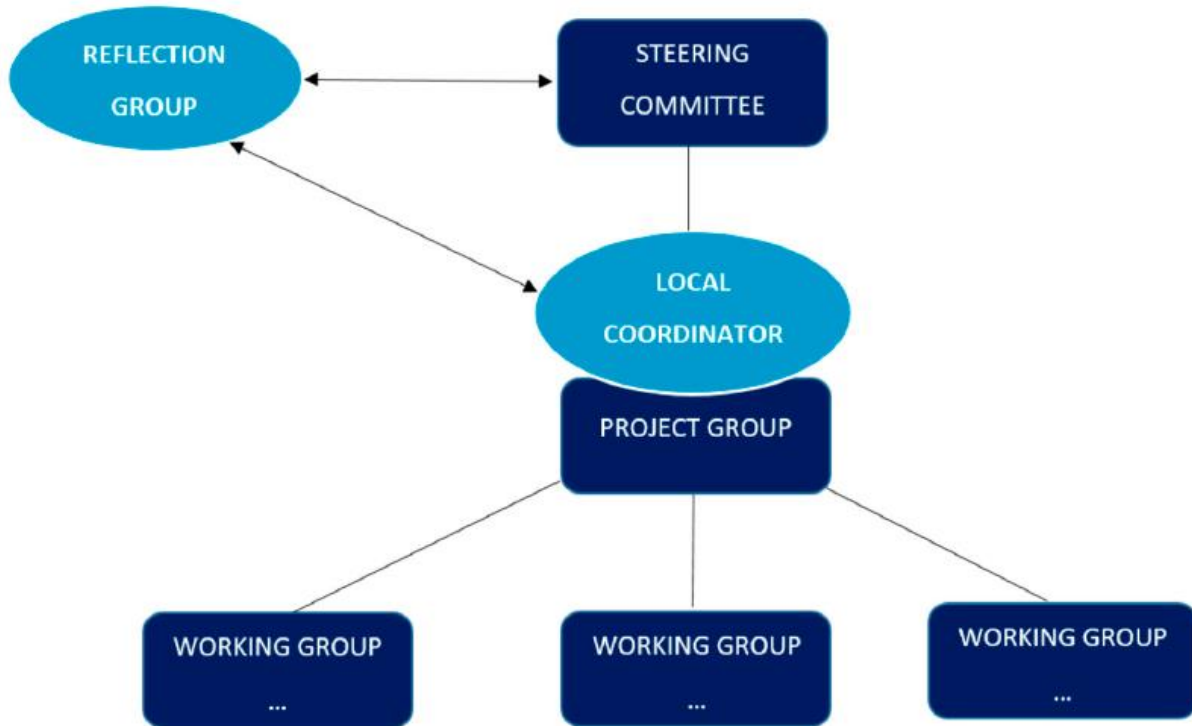 REFLECTION
GROUP
STEERING
COMMITTEE
LOCAL
COORDINATOR
PROJECT GROUP
WORKING GROUP
...
WORKING GROUP
...
WORKING GROUP
...